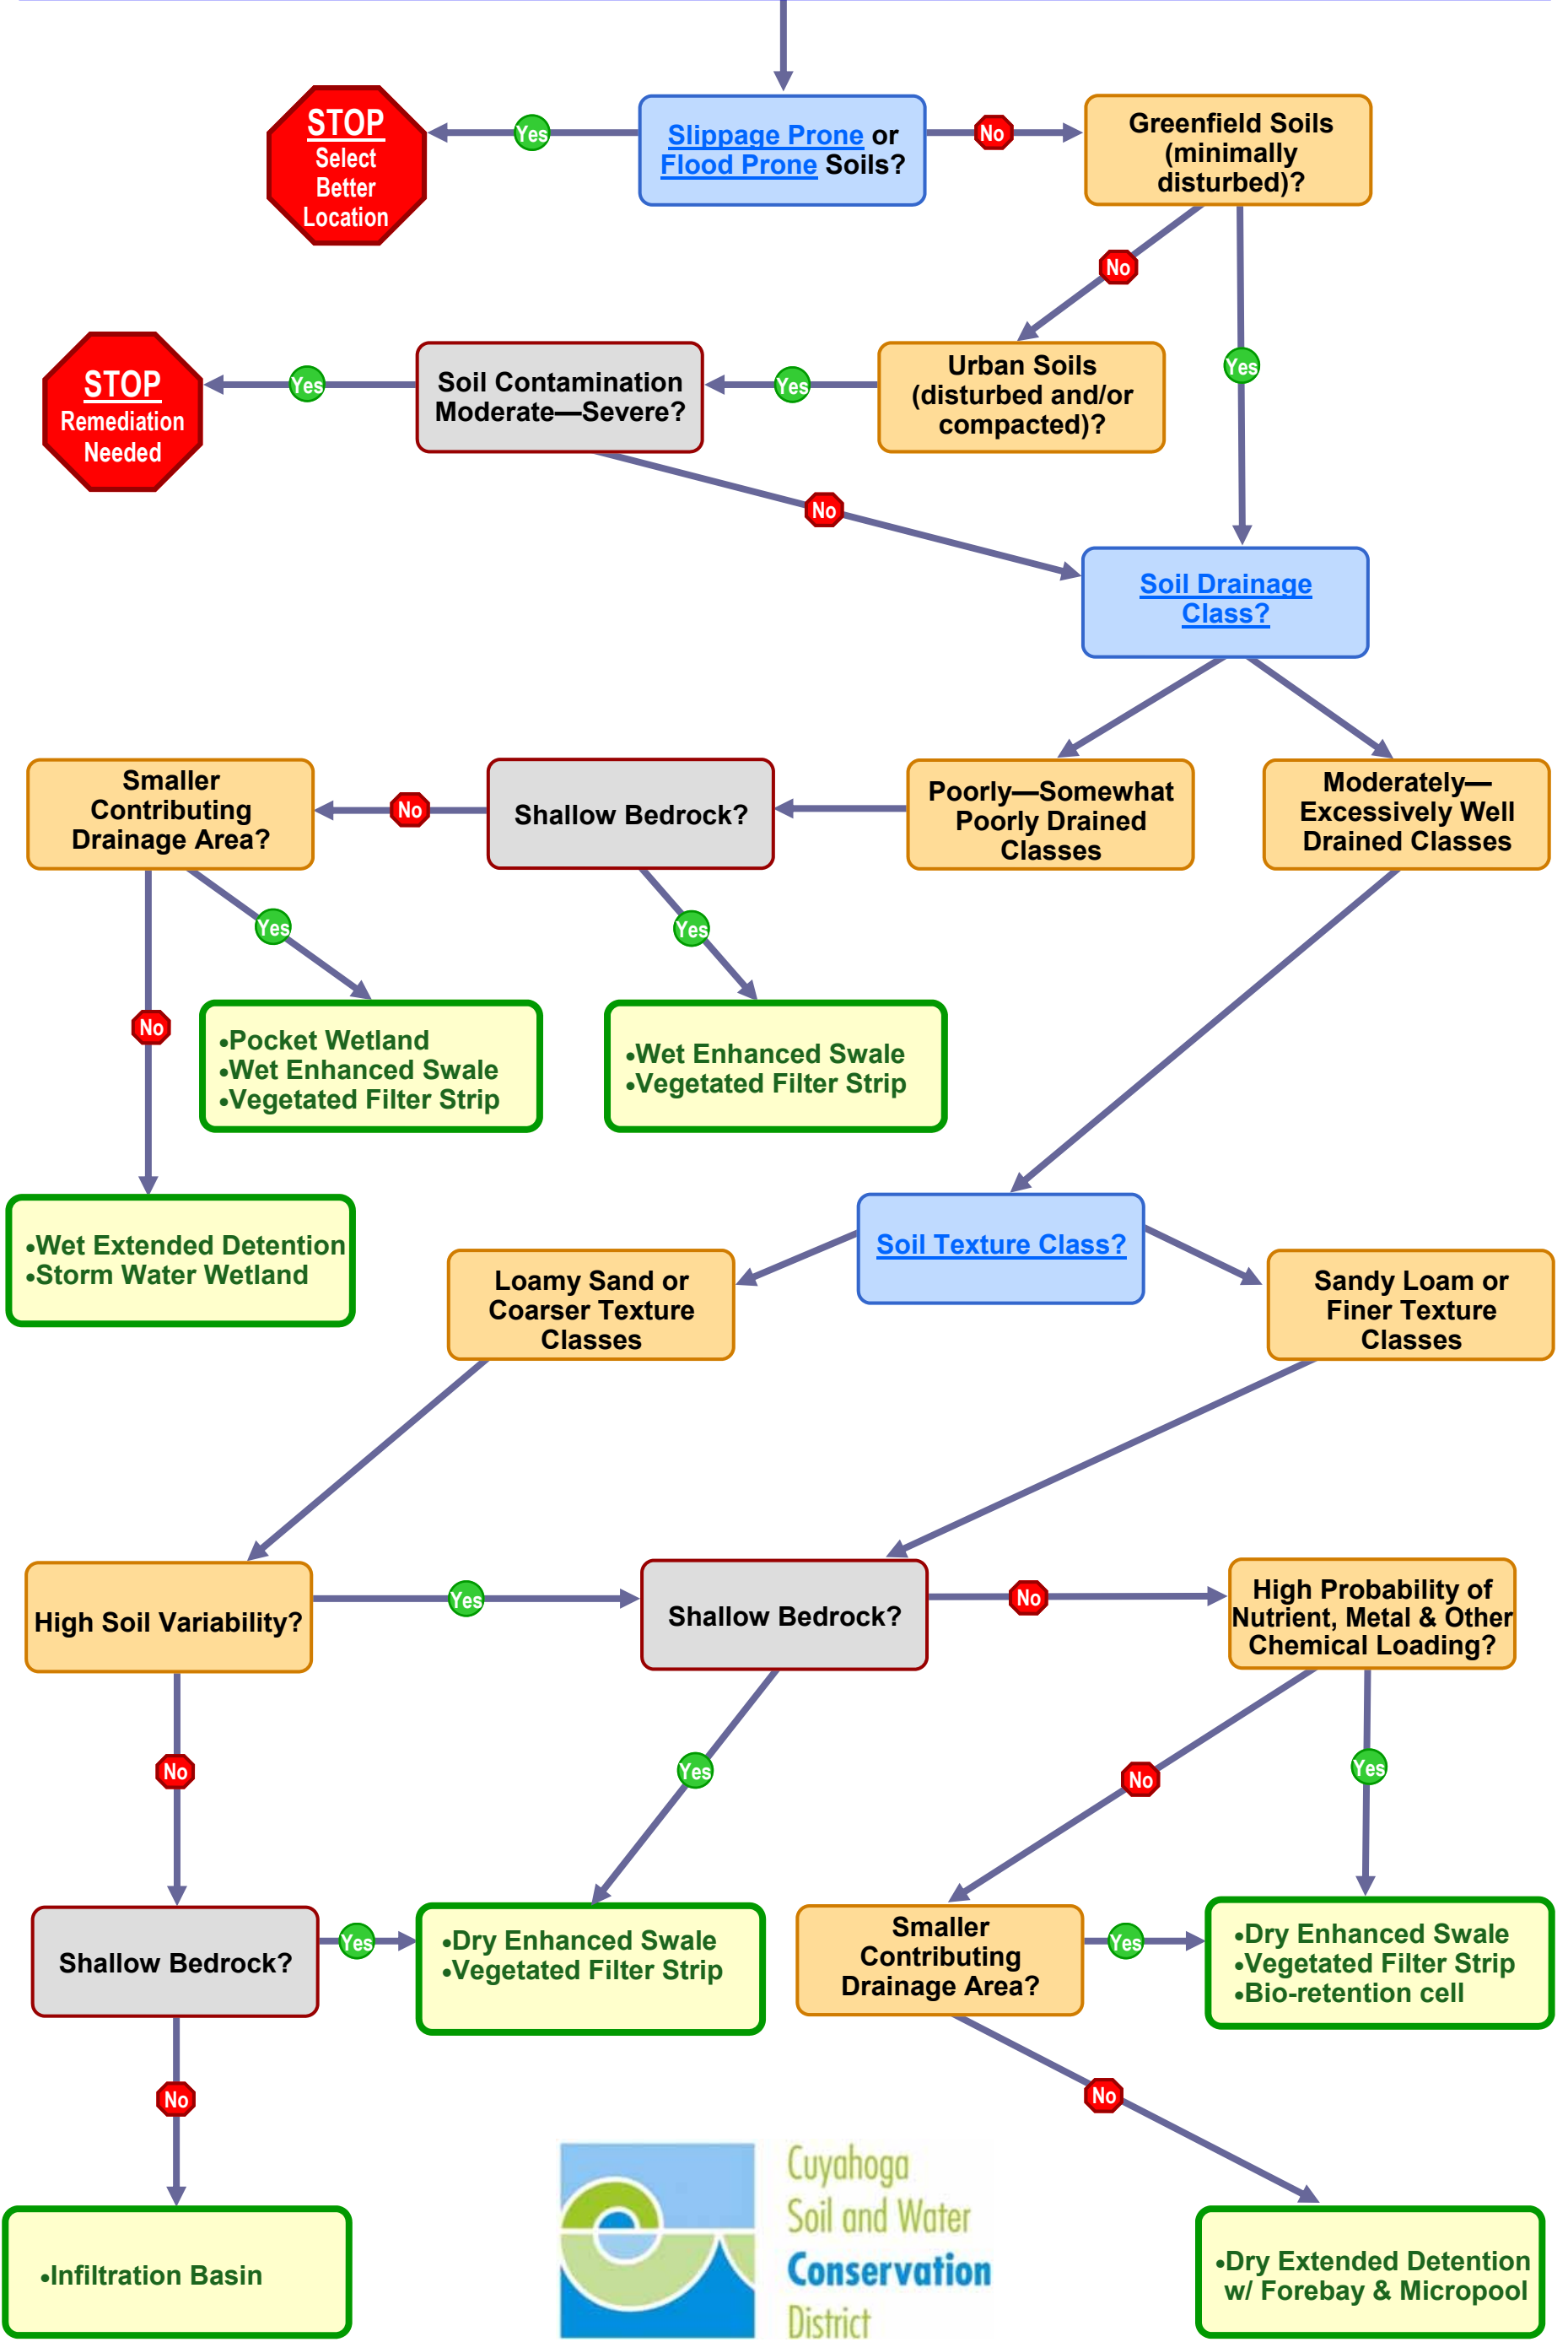 STOP
Select
Better
Location
Yes
Slippage Prone or
Flood Prone Soils?
No
Greenfield Soils
(minimally
disturbed)?
No
Yes
STOP
Remediation
Needed
Yes
Soil Contamination
Moderate—Severe?
Yes
Urban Soils
(disturbed and/or
compacted)?
No
Soil Drainage
Class?
Smaller
Contributing
Drainage Area?
No
Shallow Bedrock?
Poorly—Somewhat
Poorly Drained
Classes
Moderately—
Excessively Well
Drained Classes
Yes
Yes
No
•Pocket Wetland
•Wet Enhanced Swale
•Vegetated Filter Strip
•Wet Enhanced Swale
•Vegetated Filter Strip
•Wet Extended Detention
•Storm Water Wetland
Soil Texture Class?
Loamy Sand or
Coarser Texture
Classes
Sandy Loam or
Finer Texture
Classes
High Soil Variability?
Yes
Shallow Bedrock?
No
High Probability of
Nutrient, Metal & Other
Chemical Loading?
No
Yes
No
Yes
Shallow Bedrock?
Yes
•Dry Enhanced Swale
•Vegetated Filter Strip
Smaller
Contributing
Drainage Area?
Yes
•Dry Enhanced Swale
•Vegetated Filter Strip
•Bio-retention cell
No
No
•Infiltration Basin
Cuyahoga
Soil and Water
Conservation
District
•Dry Extended Detention
w/ Forebay & Micropool